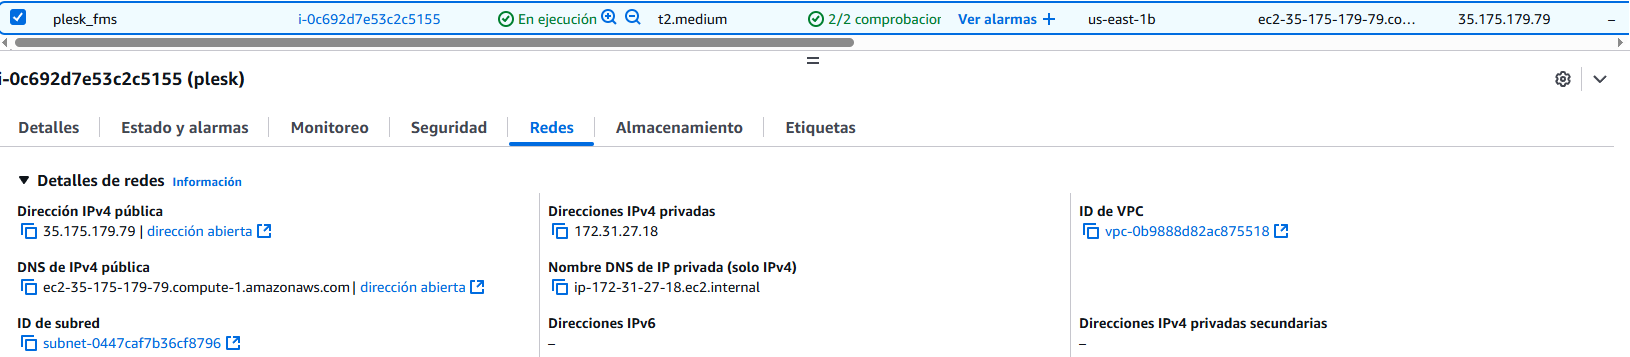 plesk_fms i-0c692d7e53c2c5155 En ejecución t2.medium 2/2 comprobacior Ver alarmas + us-east-1b ec2-35-175-179-79.co… 35.175.179.79 –
i-0c692d7e53c2c5155 (plesk)
Detalles Estado y alarmas Monitoreo Seguridad Redes Almacenamiento Etiquetas
▼ Detalles de redes Información
Dirección IPv4 pública
35.175.179.79 | dirección abierta
Direcciones IPv4 privadas
172.31.27.18
ID de VPC
vpc-0b9888d82ac875518
DNS de IPv4 pública
ec2-35-175-179-79.compute-1.amazonaws.com | dirección abierta
Nombre DNS de IP privada (solo IPv4)
ip-172-31-27-18.ec2.internal
ID de subred
subnet-0447caf7b36cf8796
Direcciones IPv6
–
Direcciones IPv4 privadas secundarias
–